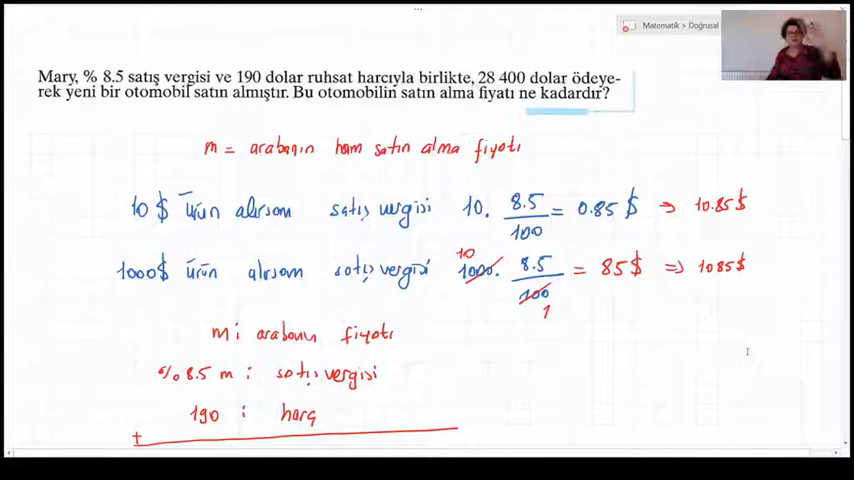 Matematik > Doğrusal
Mary, % 8.5 satış vergisi ve 190 dolar ruhsat harcıyla birlikte, 28 400 dolar ödeye-
rek yeni bir otomobil satın almıştır. Bu otomobilin satın alma fiyatı ne kadardır?
m = arabanın ham satın alma fiyatı
10$ ürün alırsam satış vergisi 10. 8.5/100 = 0.85$ ⇒ 10.85$
10
1000$ ürün alırsam satış vergisi 1000. 8.5/100 = 85$ ⇒ 1085$
1
m : arabanın fiyatı
%8.5 m : satış vergisi
190 : harç
+